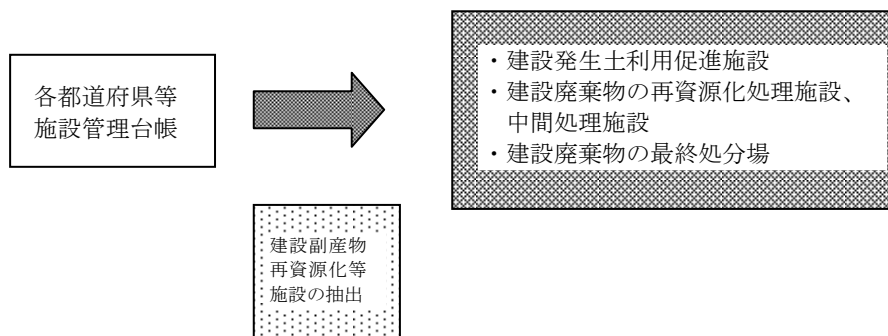 各都道府県等
施設管理台帳
・建設発生土利用促進施設
・建設廃棄物の再資源化処理施設、
中間処理施設
・建設廃棄物の最終処分場
建設副産物
再資源化等
施設の抽出